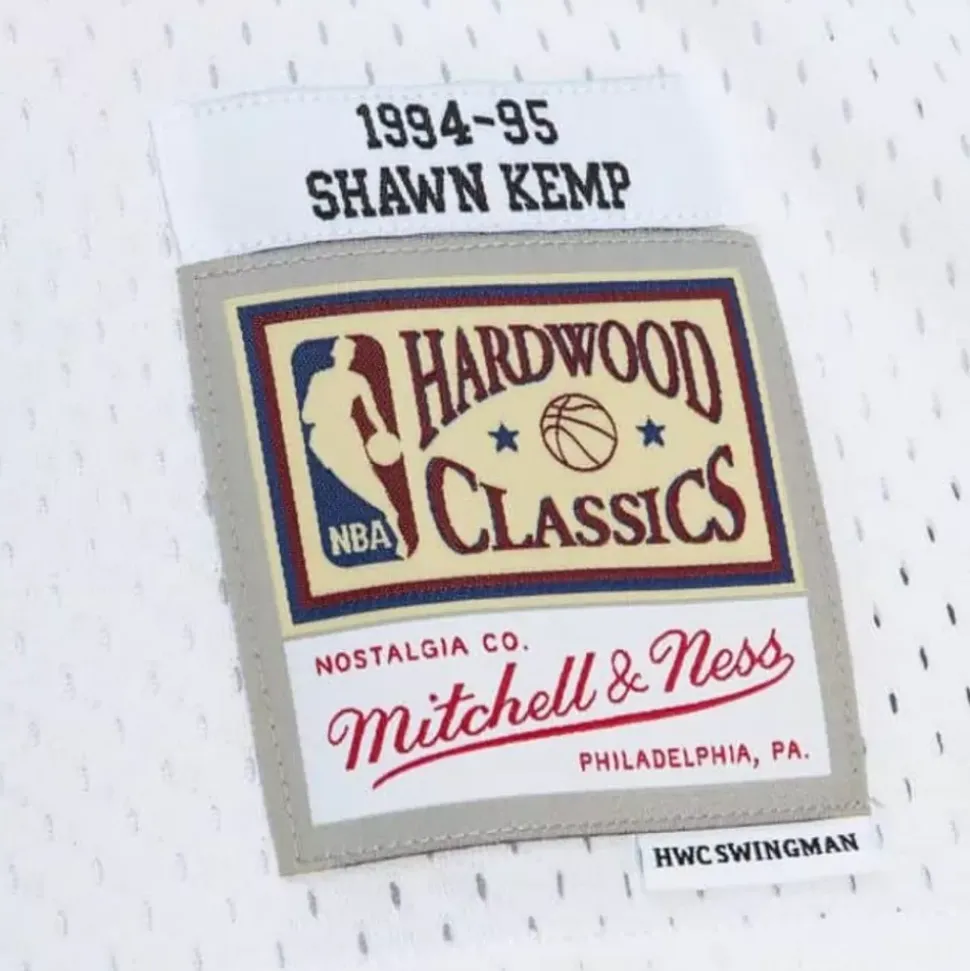 1994-95
SHAWN KEMP
HARDWOOD
CLASSICS
NBA
NOSTALGIA CO.
Mitchell & Ness
PHILADELPHIA, PA.
HWC SWINGMAN